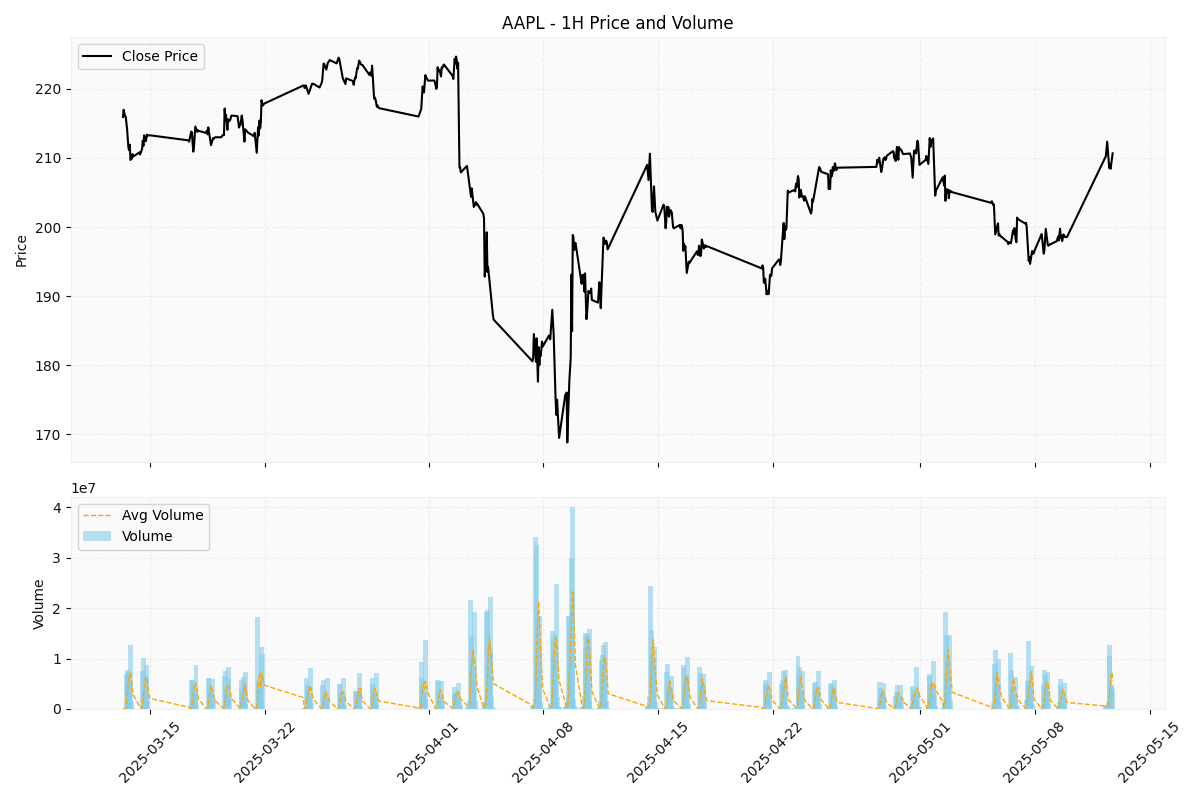 AAPL - 1H Price and Volume
Close Price
Price
220
210
200
190
180
170
1e7
Avg Volume
Volume
Volume
4
3
2
1
0
2025-03-15
2025-03-22
2025-04-01
2025-04-08
2025-04-15
2025-04-22
2025-05-01
2025-05-08
2025-05-15